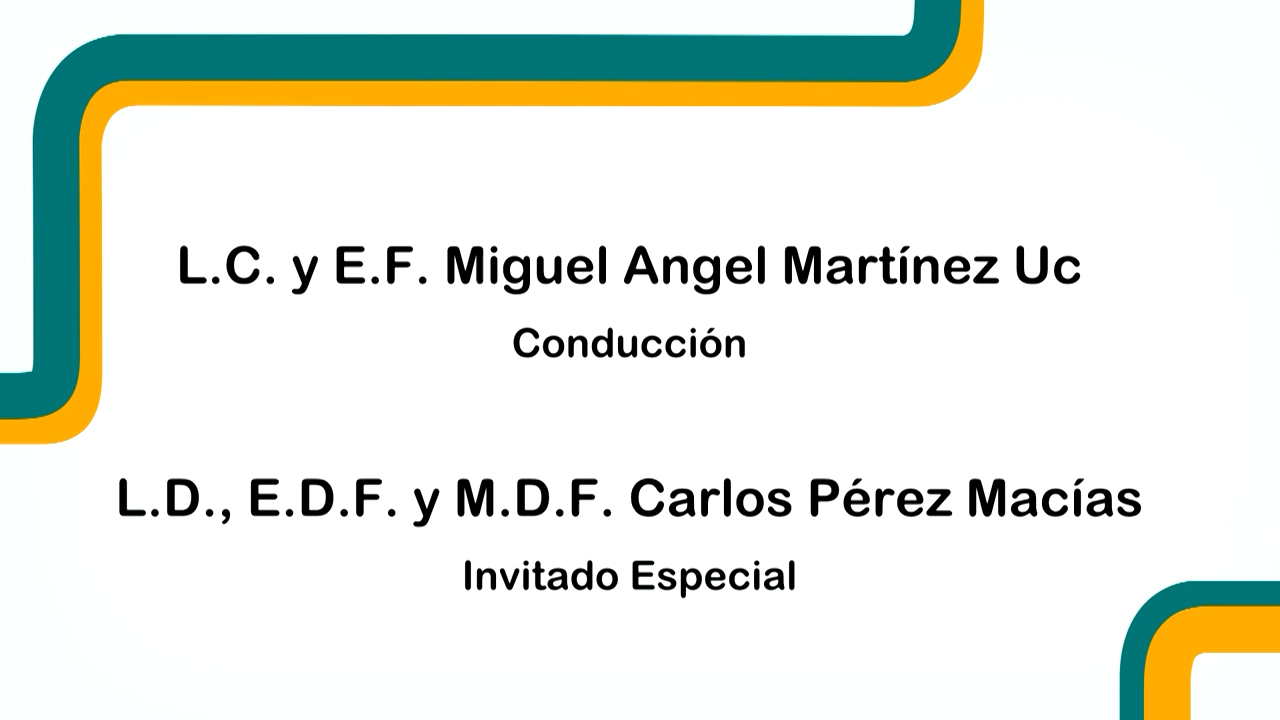 L.C. y E.F. Miguel Angel Martínez Uc
Conducción
L.D., E.D.F. y M.D.F. Carlos Pérez Macías
Invitado Especial